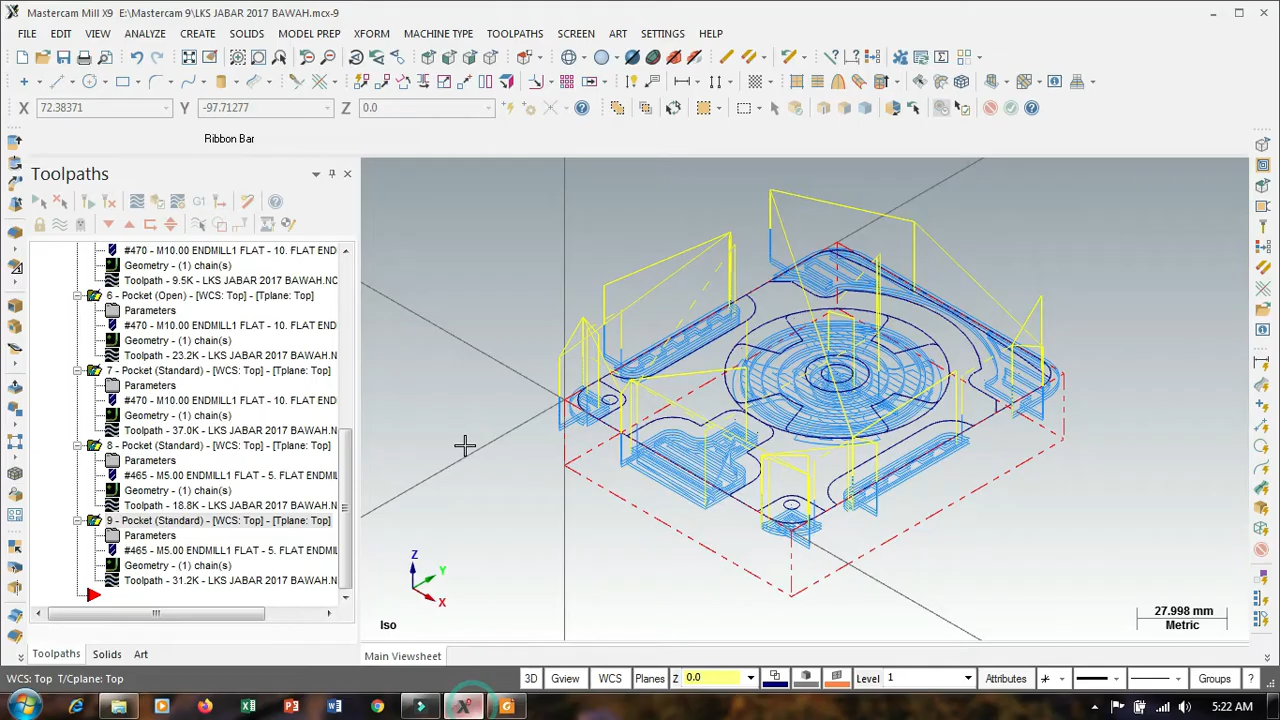 Mastercam Mill X9  E:\Mastercam 9\LKS JABAR 2017 BAWAH.mcx-9
FILE EDIT VIEW ANALYZE CREATE SOLIDS MODEL PREP XFORM MACHINE TYPE TOOLPATHS SCREEN ART SETTINGS HELP
X 72.38371 Y -97.71277 Z 0.0
Ribbon Bar
Toolpaths
G1
#470 - M10.00 ENDMILL1 FLAT - 10. FLAT END
Geometry - (1) chain(s)
Toolpath - 9.5K - LKS JABAR 2017 BAWAH.NC
6 - Pocket (Open) - [WCS: Top] - [Tplane: Top]
Parameters
#470 - M10.00 ENDMILL1 FLAT - 10. FLAT END
Geometry - (1) chain(s)
Toolpath - 23.2K - LKS JABAR 2017 BAWAH.N
7 - Pocket (Standard) - [WCS: Top] - [Tplane: Top]
Parameters
#470 - M10.00 ENDMILL1 FLAT - 10. FLAT END
Geometry - (1) chain(s)
Toolpath - 37.0K - LKS JABAR 2017 BAWAH.N
8 - Pocket (Standard) - [WCS: Top] - [Tplane: Top]
Parameters
#465 - M5.00 ENDMILL1 FLAT - 5. FLAT ENDM
Geometry - (1) chain(s)
Toolpath - 18.8K - LKS JABAR 2017 BAWAH.N
9 - Pocket (Standard) - [WCS: Top] - [Tplane: Top]
Parameters
#465 - M5.00 ENDMILL1 FLAT - 5. FLAT ENDM
Geometry - (1) chain(s)
Toolpath - 31.2K - LKS JABAR 2017 BAWAH.N
Z
Y
X
Iso
27.998 mm
Metric
Toolpaths Solids Art
Main Viewsheet
WCS: Top  T/Cplane: Top
3D Gview WCS Planes Z 0.0 Level 1 Attributes Groups ?
5:22 AM